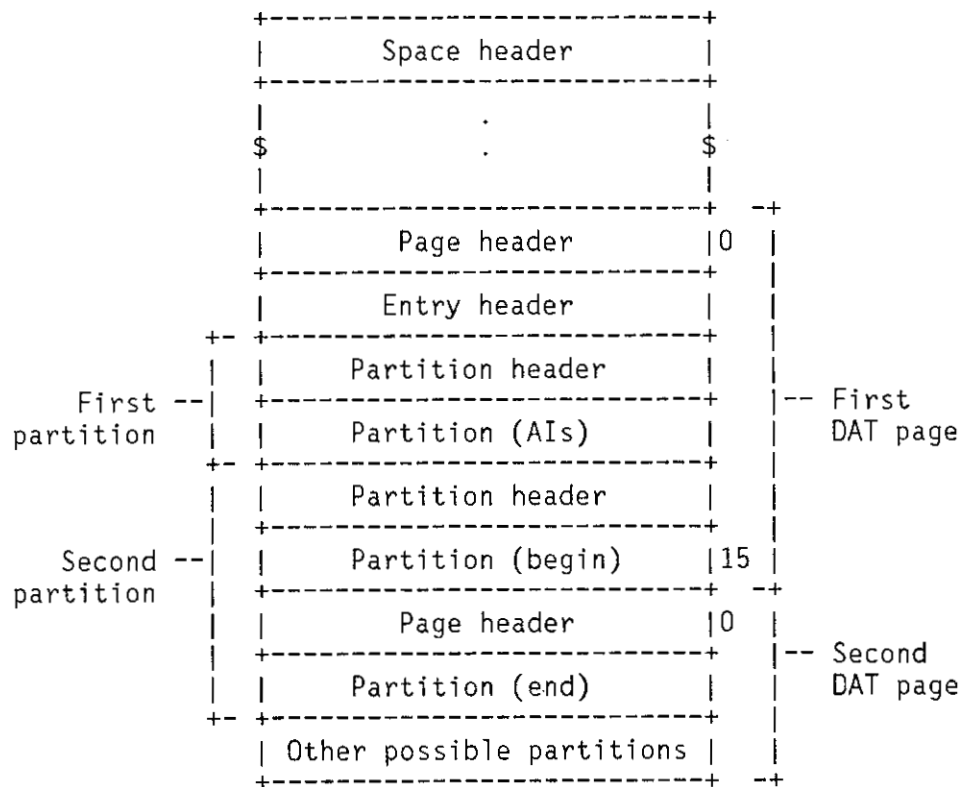 Space header
.
$ . $
Page header 0
Entry header
Partition header
First -- -- First
partition Partition (AIs) DAT page
Partition header
Second -- Partition (begin) 15
partition
Page header 0
-- Second
Partition (end) DAT page
Other possible partitions